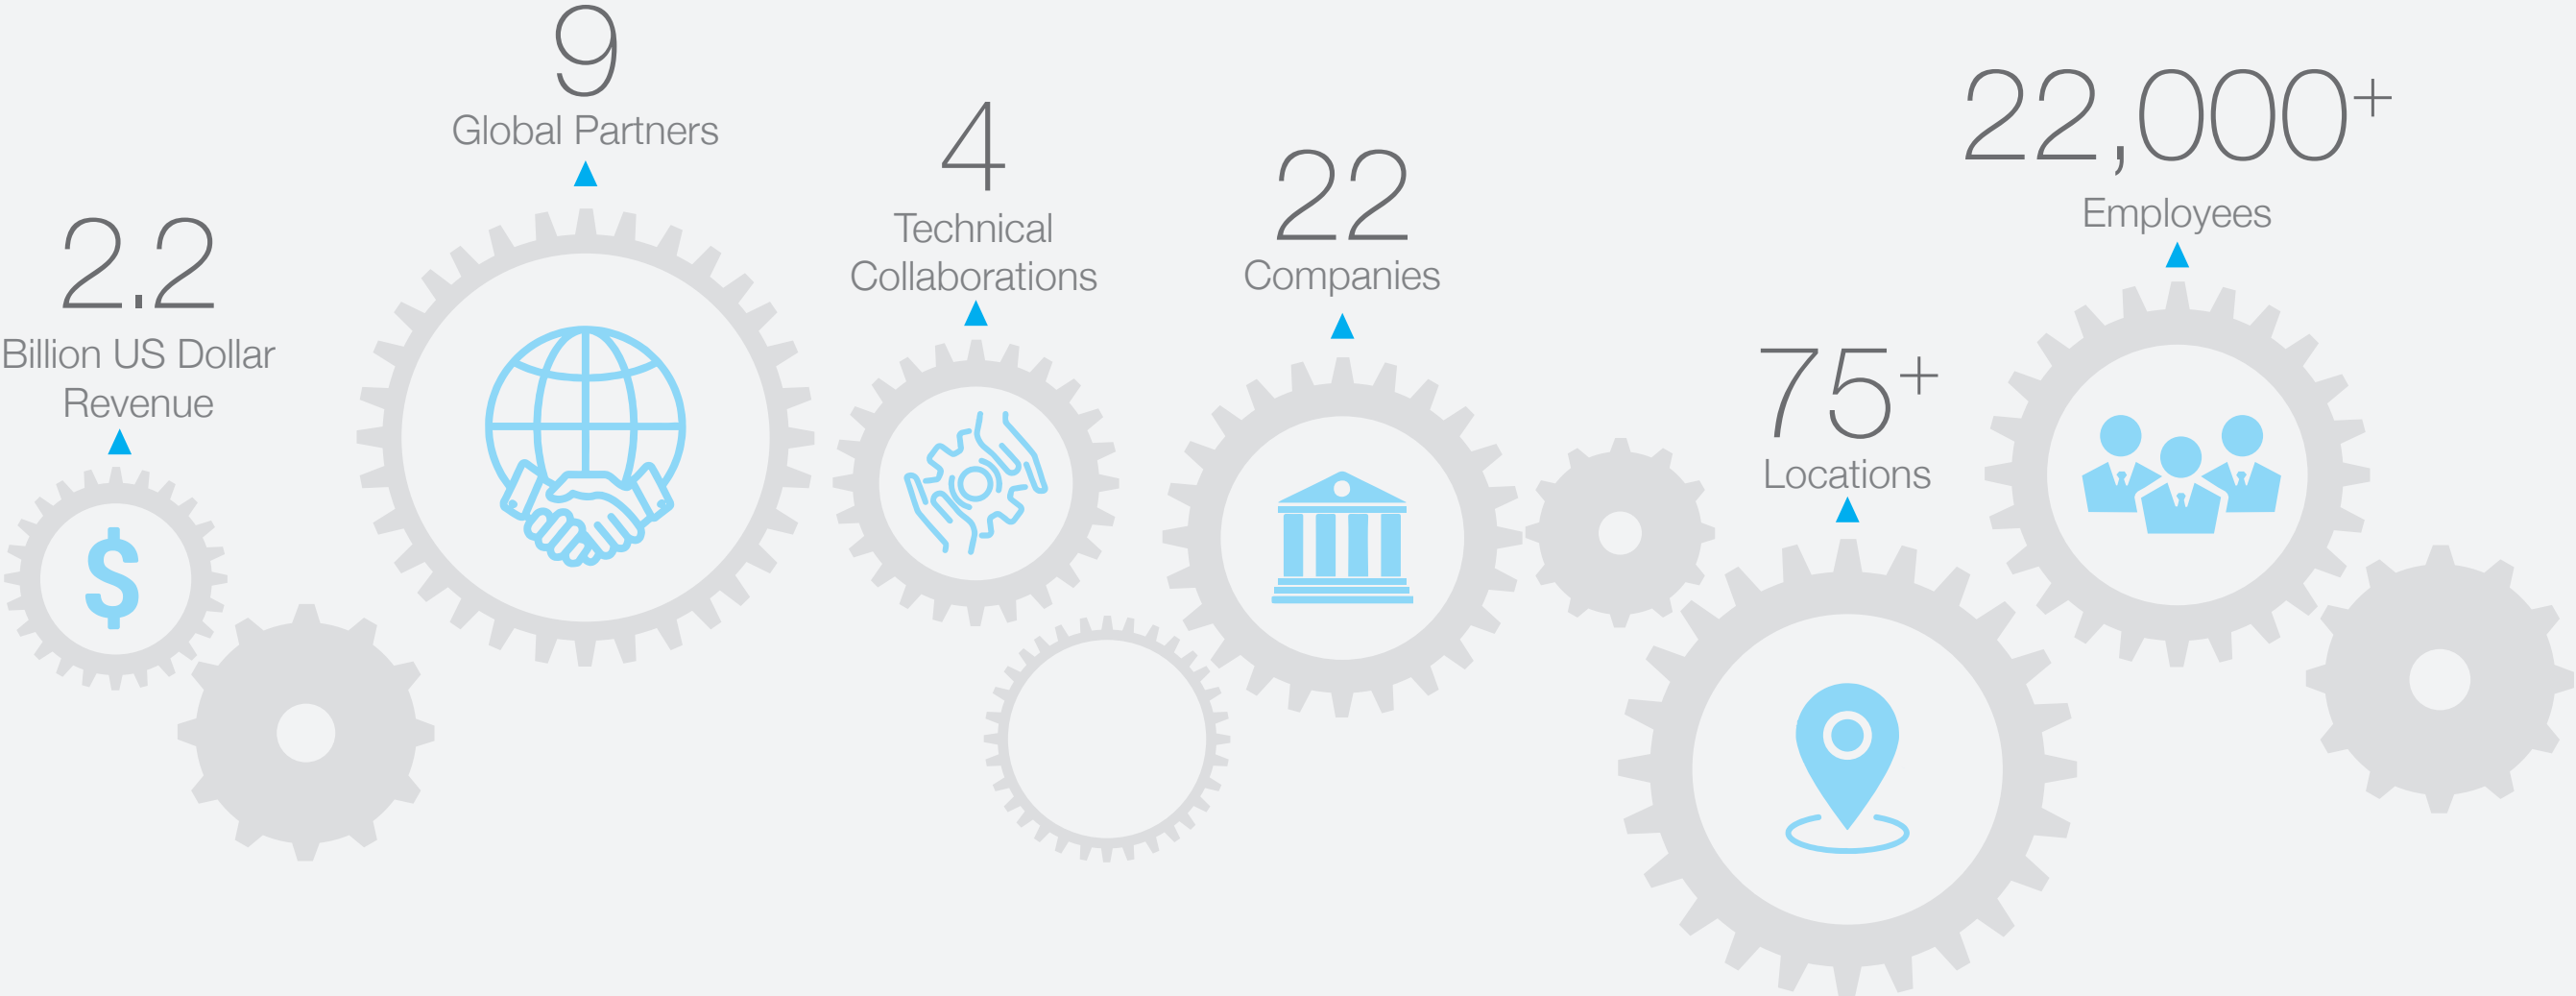 2.2
Billion US Dollar
Revenue
9
Global Partners
4
Technical
Collaborations
22
Companies
75+
Locations
22,000+
Employees
$